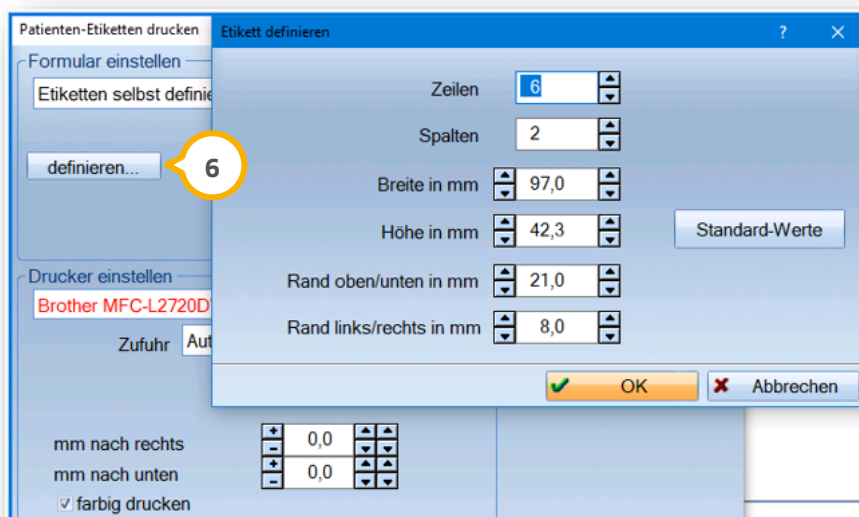 Patienten-Etiketten drucken
Formular einstellen
Etiketten selbst definie
definieren...
6
Drucker einstellen
Brother MFC-L2720D
Zufuhr Aut
mm nach rechts 0,0
mm nach unten 0,0
farbig drucken
Etikett definieren ?
Zeilen 6
Spalten 2
Breite in mm 97,0
Höhe in mm 42,3
Standard-Werte
Rand oben/unten in mm 21,0
Rand links/rechts in mm 8,0
OK Abbrechen